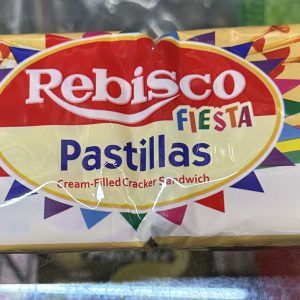 Rebisco
FIESTA
Pastillas
Cream-Filled Cracker Sandwich